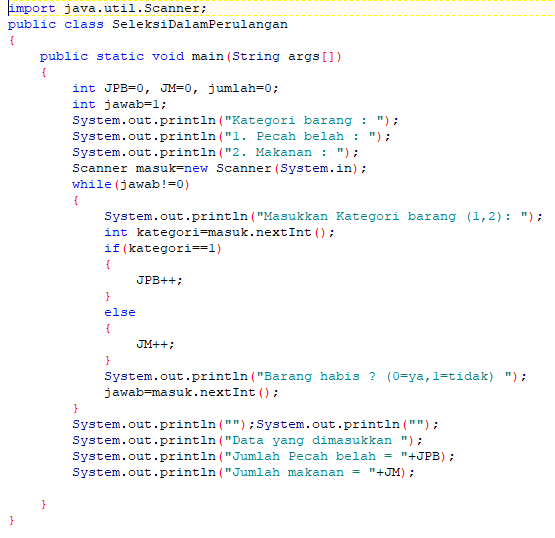 import java.util.Scanner;
public class SeleksiDalamPerulangan
{
    public static void main(String args[])
    {
        int JPB=0, JM=0, jumlah=0;
        int jawab=1;
        System.out.println("Kategori barang : ");
        System.out.println("1. Pecah belah : ");
        System.out.println("2. Makanan : ");
        Scanner masuk=new Scanner(System.in);
        while(jawab!=0)
        {
            System.out.println("Masukkan Kategori barang (1,2): ");
            int kategori=masuk.nextInt();
            if(kategori==1)
            {
                JPB++;
            }
            else
            {
                JM++;
            }
            System.out.println("Barang habis ? (0=ya,1=tidak) ");
            jawab=masuk.nextInt();
        }
        System.out.println("");System.out.println("");
        System.out.println("Data yang dimasukkan ");
        System.out.println("Jumlah Pecah belah = "+JPB);
        System.out.println("Jumlah makanan = "+JM);
    }
}